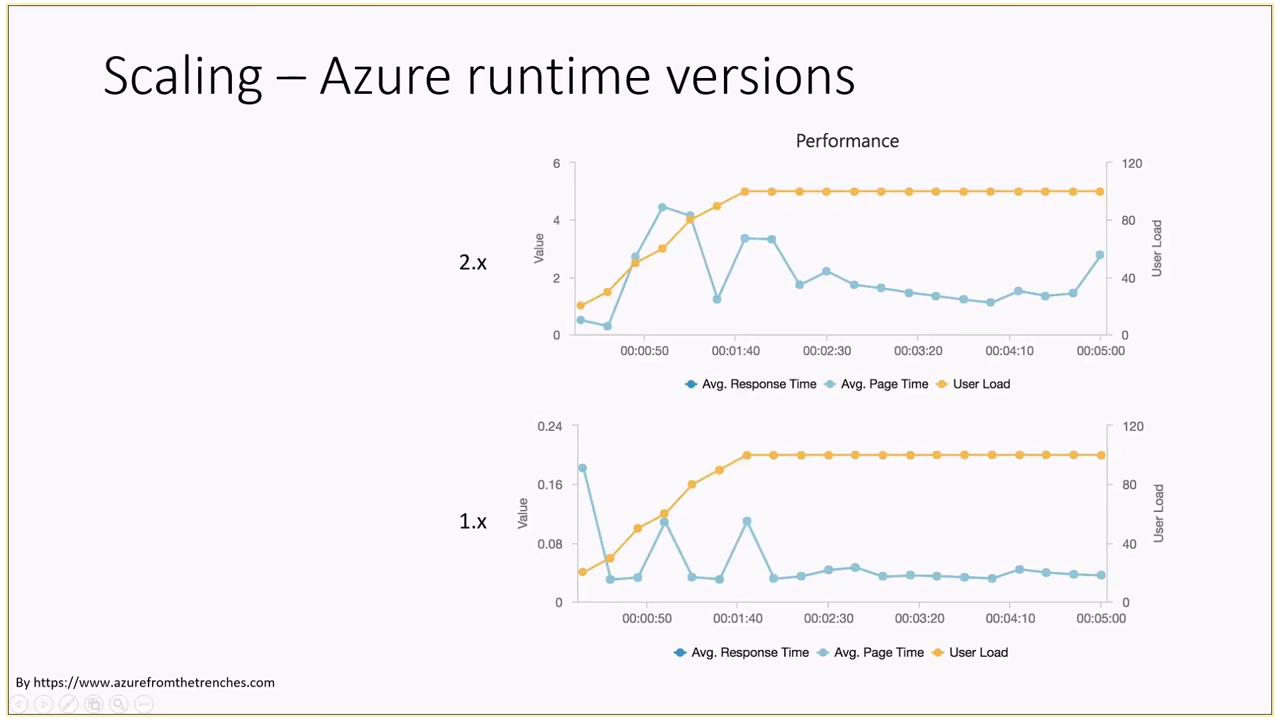 Scaling – Azure runtime versions
Performance
2.x
Value
6
4
2
0
120
80
40
0
User Load
00:00:50 00:01:40 00:02:30 00:03:20 00:04:10 00:05:00
Avg. Response Time Avg. Page Time User Load
1.x
Value
0.24
0.16
0.08
0
120
80
40
0
User Load
00:00:50 00:01:40 00:02:30 00:03:20 00:04:10 00:05:00
Avg. Response Time Avg. Page Time User Load
By https://www.azurefromthetrenches.com